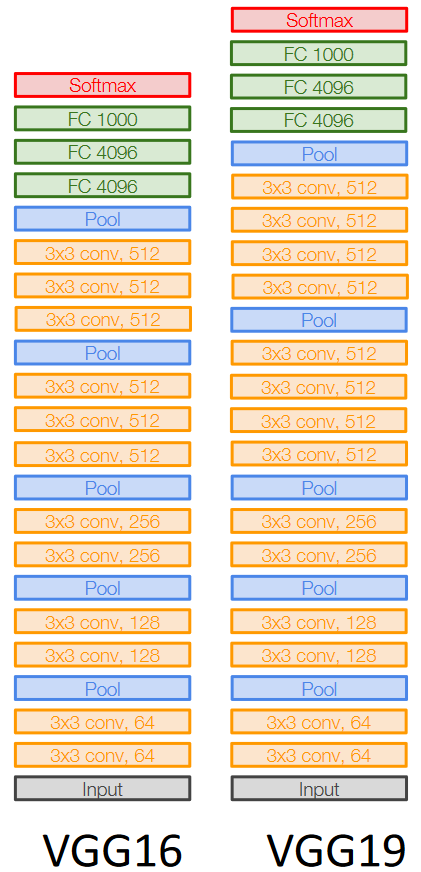 Softmax
FC 1000
FC 4096
FC 4096
Pool
3x3 conv, 512
3x3 conv, 512
3x3 conv, 512
Pool
3x3 conv, 512
3x3 conv, 512
3x3 conv, 512
Pool
3x3 conv, 256
3x3 conv, 256
Pool
3x3 conv, 128
3x3 conv, 128
Pool
3x3 conv, 64
3x3 conv, 64
Input
VGG16
Softmax
FC 1000
FC 4096
FC 4096
Pool
3x3 conv, 512
3x3 conv, 512
3x3 conv, 512
3x3 conv, 512
Pool
3x3 conv, 512
3x3 conv, 512
3x3 conv, 512
3x3 conv, 512
Pool
3x3 conv, 256
3x3 conv, 256
Pool
3x3 conv, 128
3x3 conv, 128
Pool
3x3 conv, 64
3x3 conv, 64
Input
VGG19